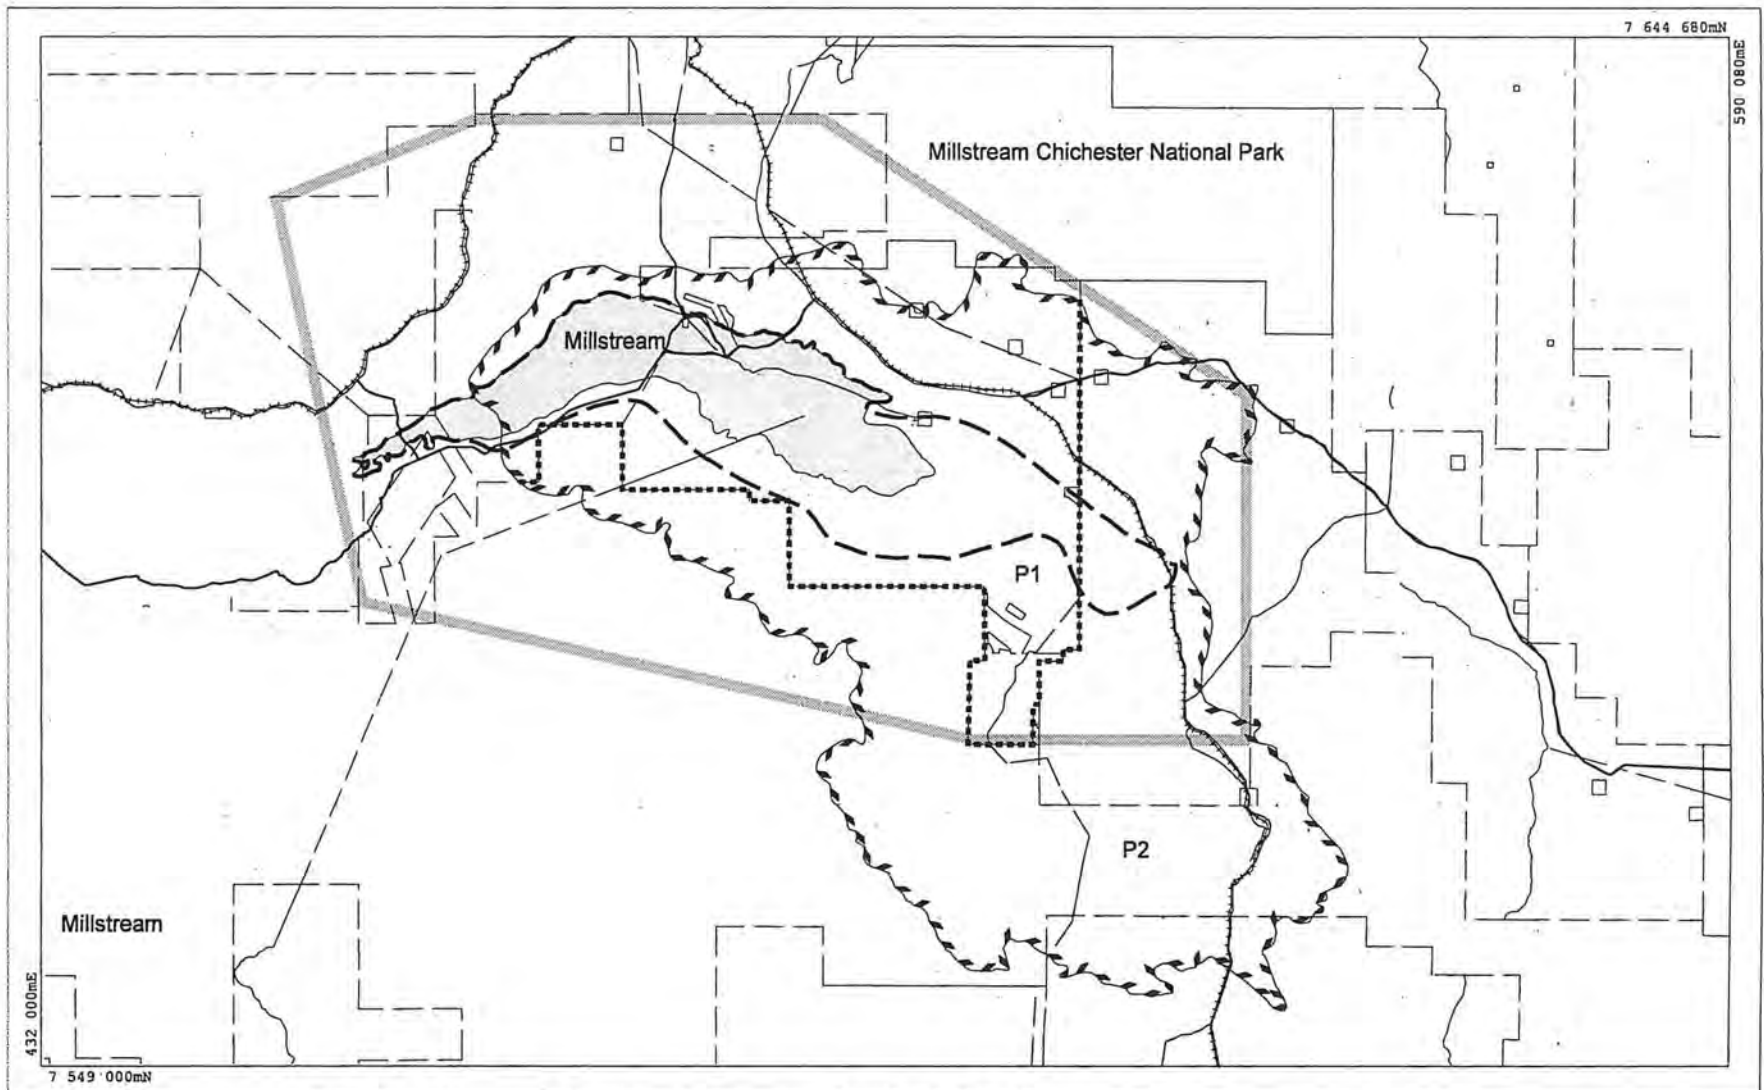 7 644 680mN
590 080mE
Millstream Chichester National Park
Millstream
P1
P2
Millstream
432 000mE
7 549 000mN